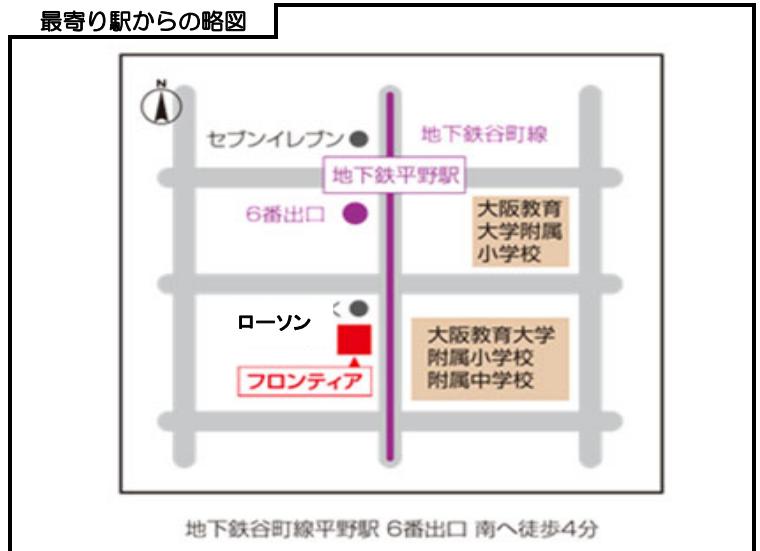 最寄り駅からの略図
N
セブンイレブン
地下鉄谷町線
地下鉄平野駅
6番出口
大阪教育
大学附属
小学校
ローソン
大阪教育大学
附属小学校
附属中学校
フロンティア
地下鉄谷町線平野駅 6番出口 南へ徒歩4分